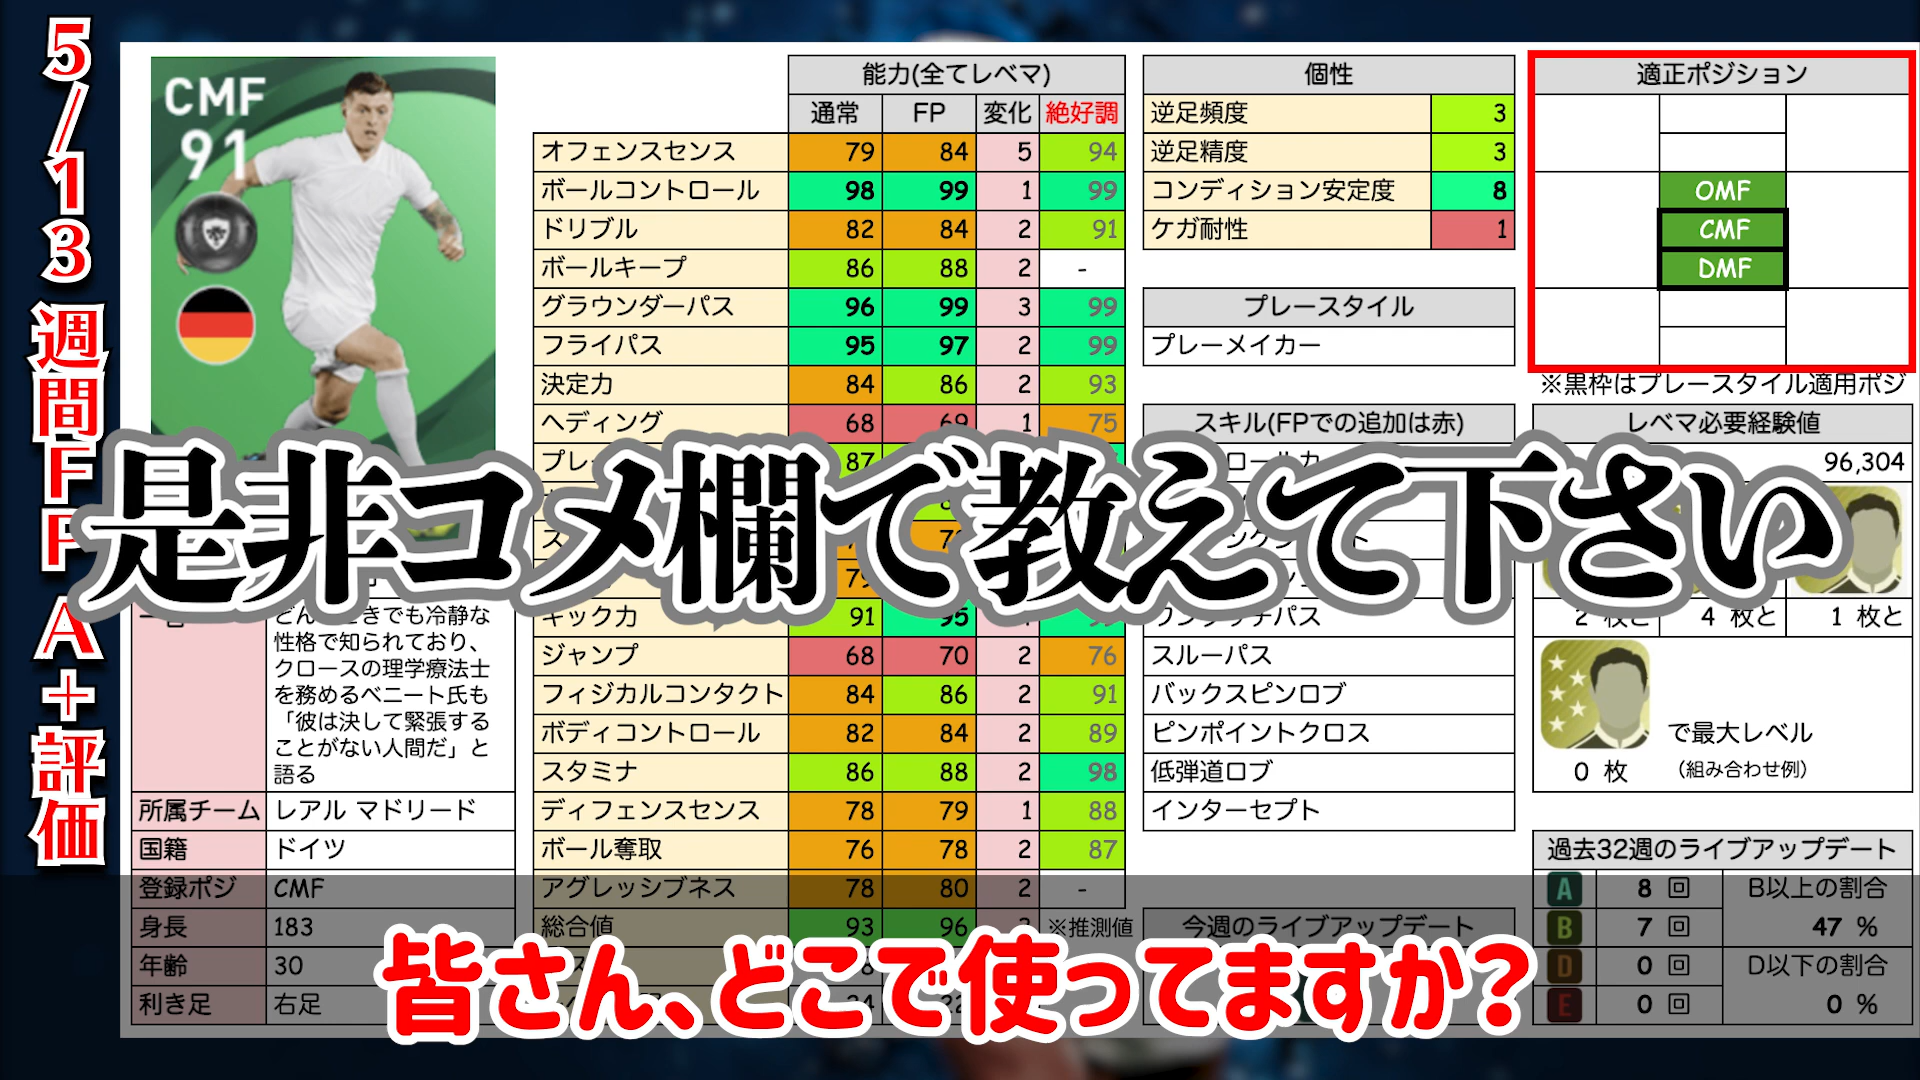 5/13週間FPA+評価
CMF
91
能力(全てレベマ)
通常 FP 変化 絶好調
オフェンスセンス 79 84 5 94
ボールコントロール 98 99 1 99
ドリブル 82 84 2 91
ボールキープ 86 88 2 -
グラウンダーパス 96 99 3 99
フライパス 95 97 2 99
決定力 84 86 2 93
ヘディング 68 69 1 75
87
キック力 91 95
ジャンプ 68 70 2 76
フィジカルコンタクト 84 86 2 91
ボディコントロール 82 84 2 89
スタミナ 86 88 2 98
ディフェンスセンス 78 79 1 88
ボール奪取 76 78 2 87
アグレッシブネス 78 80 2 -
総合値 93 96 ※推測値
個性
逆足頻度 3
逆足精度 3
コンディション安定度 8
ケガ耐性 1
プレースタイル
プレーメイカー
スキル(FPでの追加は赤)
ワンタッチパス
スルーパス
バックスピンロブ
ピンポイントクロス
低弾道ロブ
インターセプト
今週のライブアップデート
適正ポジション
OMF
CMF
DMF
※黒枠はプレースタイル適用ポジ
レベマ必要経験値
96,304
2 枚と 4 枚と 1 枚と
で最大レベル
0 枚 (組み合わせ例)
過去32週のライブアップデート
A 8 回 B以上の割合
B 7 回 47 %
D 0 回 D以下の割合
E 0 回 0 %
是非コメ欄で教えて下さい
どんなときでも冷静な
性格で知られており、
クロースの理学療法士
を務めるベニート氏も
「彼は決して緊張する
ことがない人間だ」と
語る
所属チーム レアル マドリード
国籍 ドイツ
登録ポジ CMF
身長 183
年齢 30
利き足 右足
皆さん、どこで使ってますか?